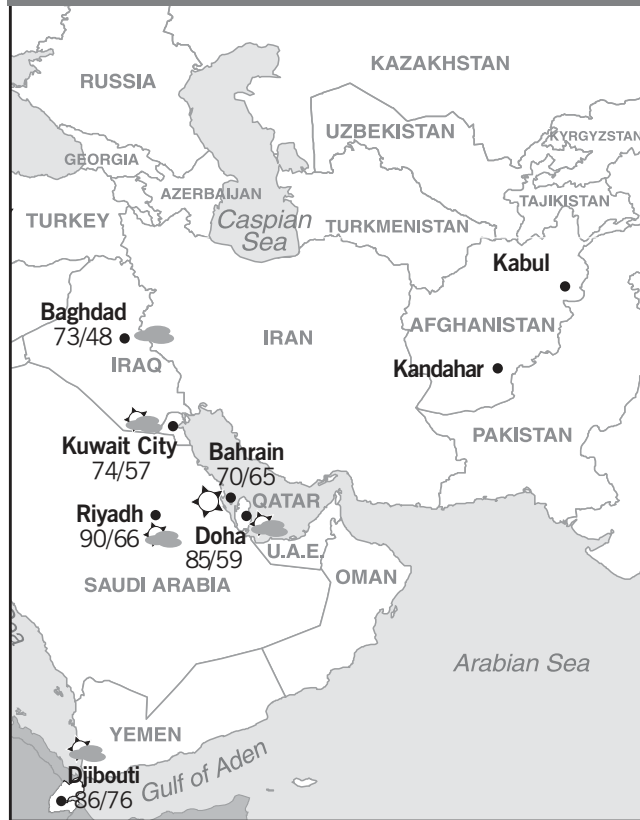 KAZAKHSTAN
RUSSIA
UZBEKISTAN
KYRGYZSTAN
GEORGIA
AZERBAIJAN
TAJIKISTAN
TURKEY
Caspian
Sea
TURKMENISTAN
Kabul
Baghdad
73/48
IRAQ
IRAN
AFGHANISTAN
Kandahar
PAKISTAN
Kuwait City
74/57
Bahrain
70/65
QATAR
Riyadh
90/66
Doha
85/59
U.A.E.
SAUDI ARABIA
OMAN
Arabian Sea
YEMEN
Gulf of Aden
Djibouti
86/76